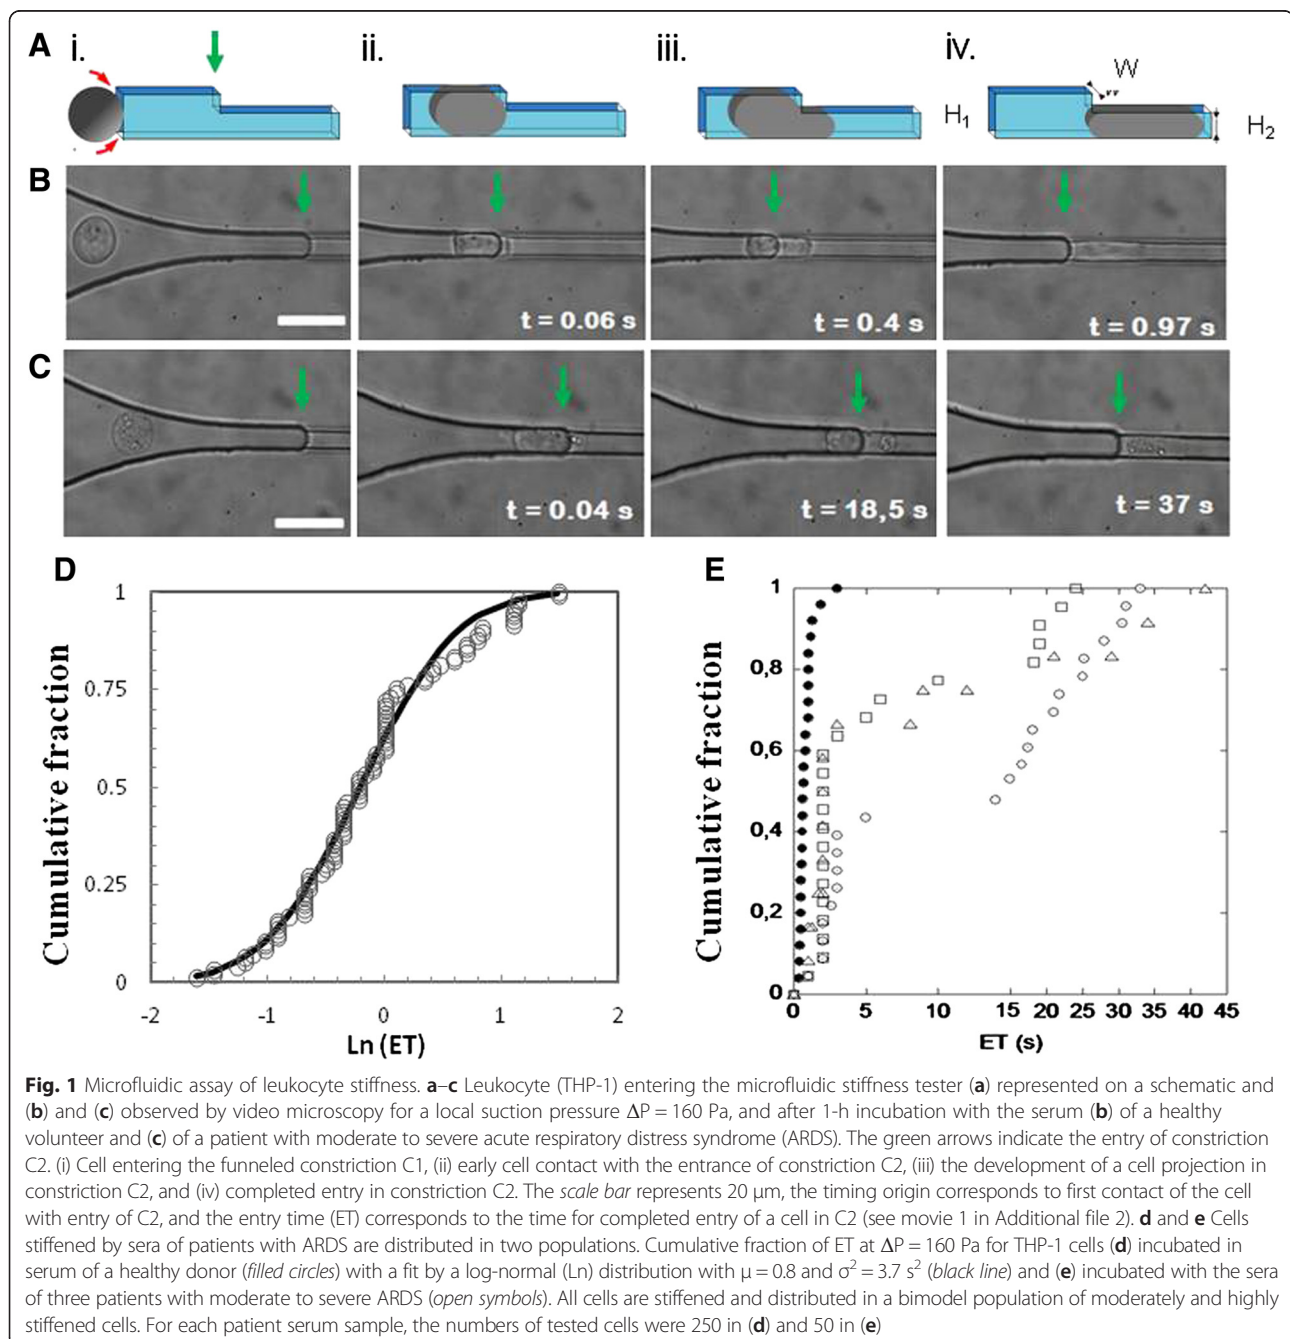 A i. ii. iii. iv.
W
H1 H2
B
t = 0.06 s t = 0.4 s t = 0.97 s
C
t = 0.04 s t = 18,5 s t = 37 s
D
Cumulative fraction
1
0.75
0.5
0.25
0
-2 -1 0 1 2
Ln (ET)
E
Cumulative fraction
1
0,8
0,6
0,4
0,2
0
0 5 10 15 20 25 30 35 40 45
ET (s)
Fig. 1 Microfluidic assay of leukocyte stiffness. a–c Leukocyte (THP-1) entering the microfluidic stiffness tester (a) represented on a schematic and
(b) and (c) observed by video microscopy for a local suction pressure ΔP = 160 Pa, and after 1-h incubation with the serum (b) of a healthy
volunteer and (c) of a patient with moderate to severe acute respiratory distress syndrome (ARDS). The green arrows indicate the entry of constriction
C2. (i) Cell entering the funneled constriction C1, (ii) early cell contact with the entrance of constriction C2, (iii) the development of a cell projection in
constriction C2, and (iv) completed entry in constriction C2. The scale bar represents 20 μm, the timing origin corresponds to first contact of the cell
with entry of C2, and the entry time (ET) corresponds to the time for completed entry of a cell in C2 (see movie 1 in Additional file 2). d and e Cells
stiffened by sera of patients with ARDS are distributed in two populations. Cumulative fraction of ET at ΔP = 160 Pa for THP-1 cells (d) incubated in
serum of a healthy donor (filled circles) with a fit by a log-normal (Ln) distribution with μ = 0.8 and σ² = 3.7 s² (black line) and (e) incubated with the sera
of three patients with moderate to severe ARDS (open symbols). All cells are stiffened and distributed in a bimodel population of moderately and highly
stiffened cells. For each patient serum sample, the numbers of tested cells were 250 in (d) and 50 in (e)